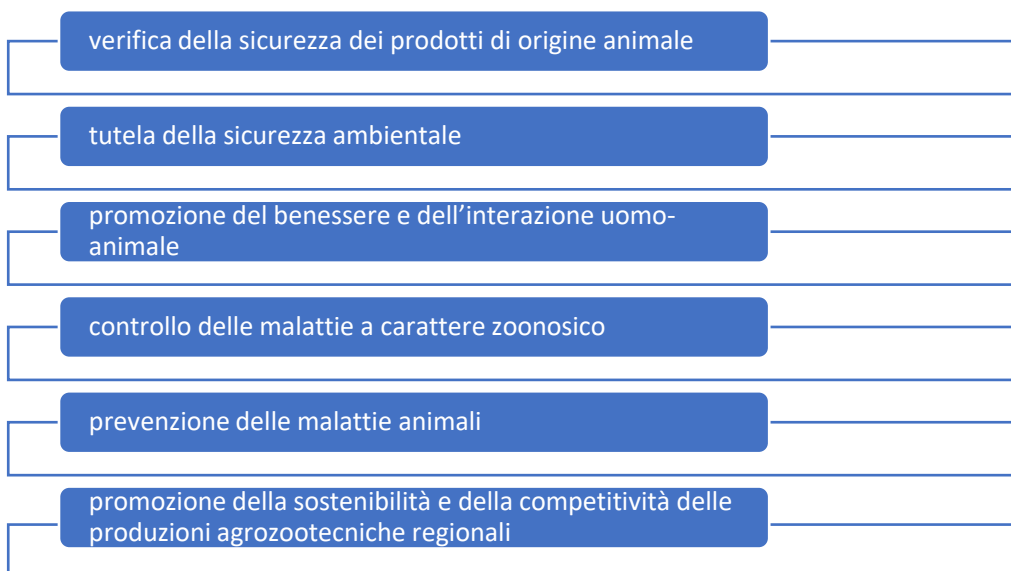 verifica della sicurezza dei prodotti di origine animale
tutela della sicurezza ambientale
promozione del benessere e dell’interazione uomo-
animale
controllo delle malattie a carattere zoonosico
prevenzione delle malattie animali
promozione della sostenibilità e della competitività delle
produzioni agrozootecniche regionali